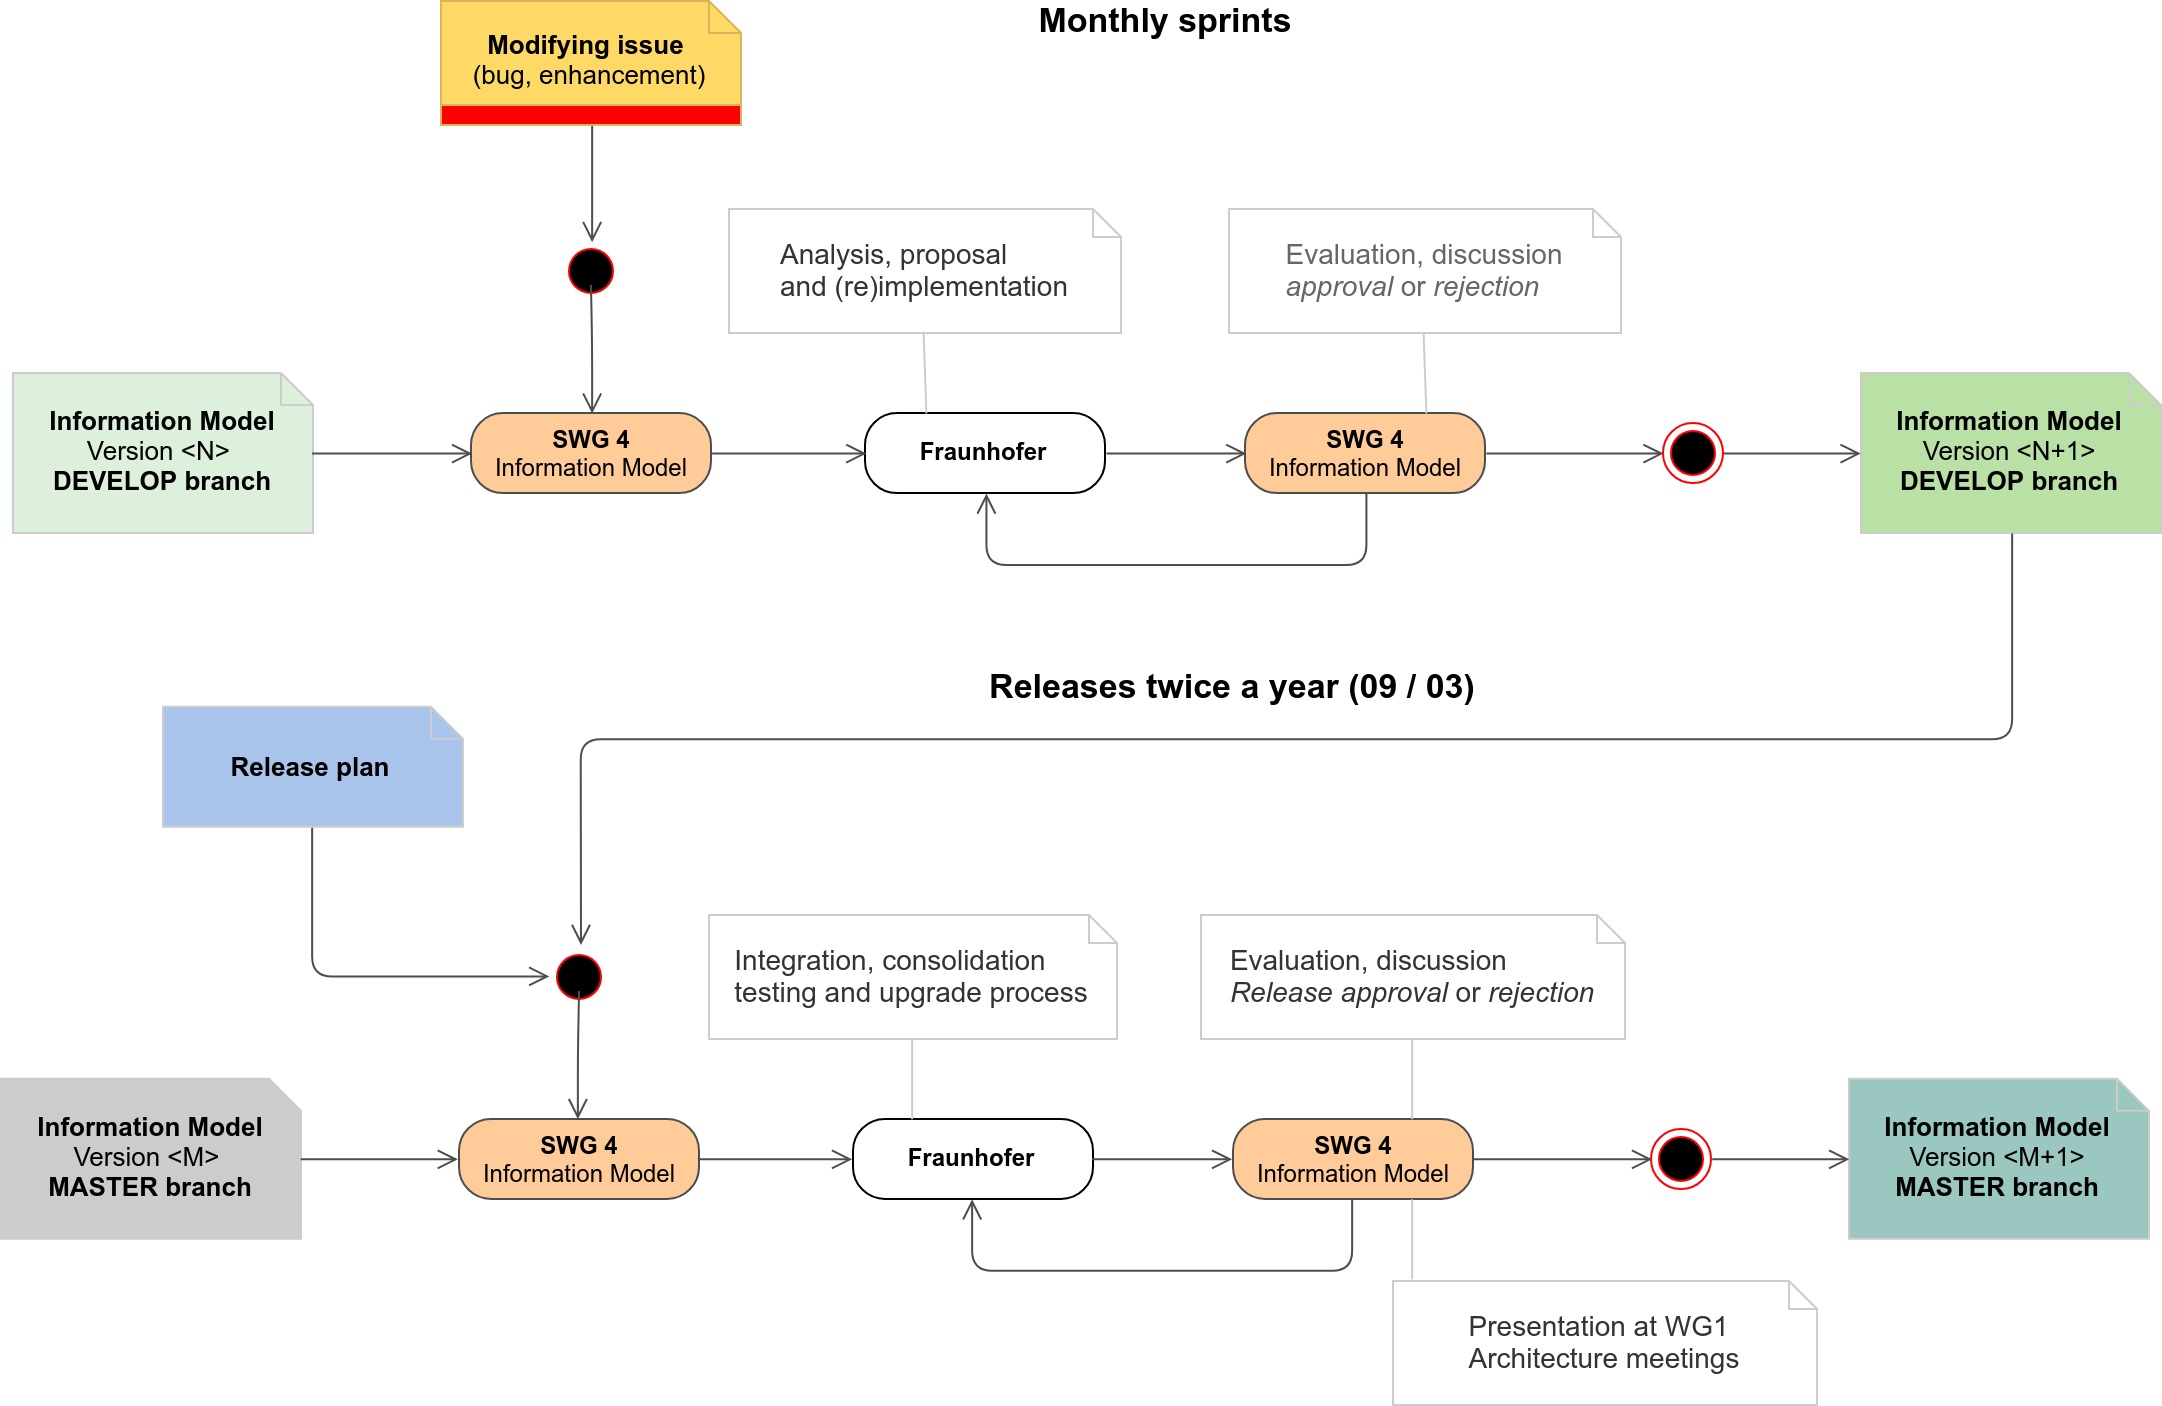 Monthly sprints
Modifying issue
(bug, enhancement)
Analysis, proposal
and (re)implementation
Evaluation, discussion
approval or rejection
Information Model
Version <N>
DEVELOP branch
SWG 4
Information Model
Fraunhofer
SWG 4
Information Model
Information Model
Version <N+1>
DEVELOP branch
Releases twice a year (09 / 03)
Release plan
Integration, consolidation
testing and upgrade process
Evaluation, discussion
Release approval or rejection
Information Model
Version <M>
MASTER branch
SWG 4
Information Model
Fraunhofer
SWG 4
Information Model
Information Model
Version <M+1>
MASTER branch
Presentation at WG1
Architecture meetings